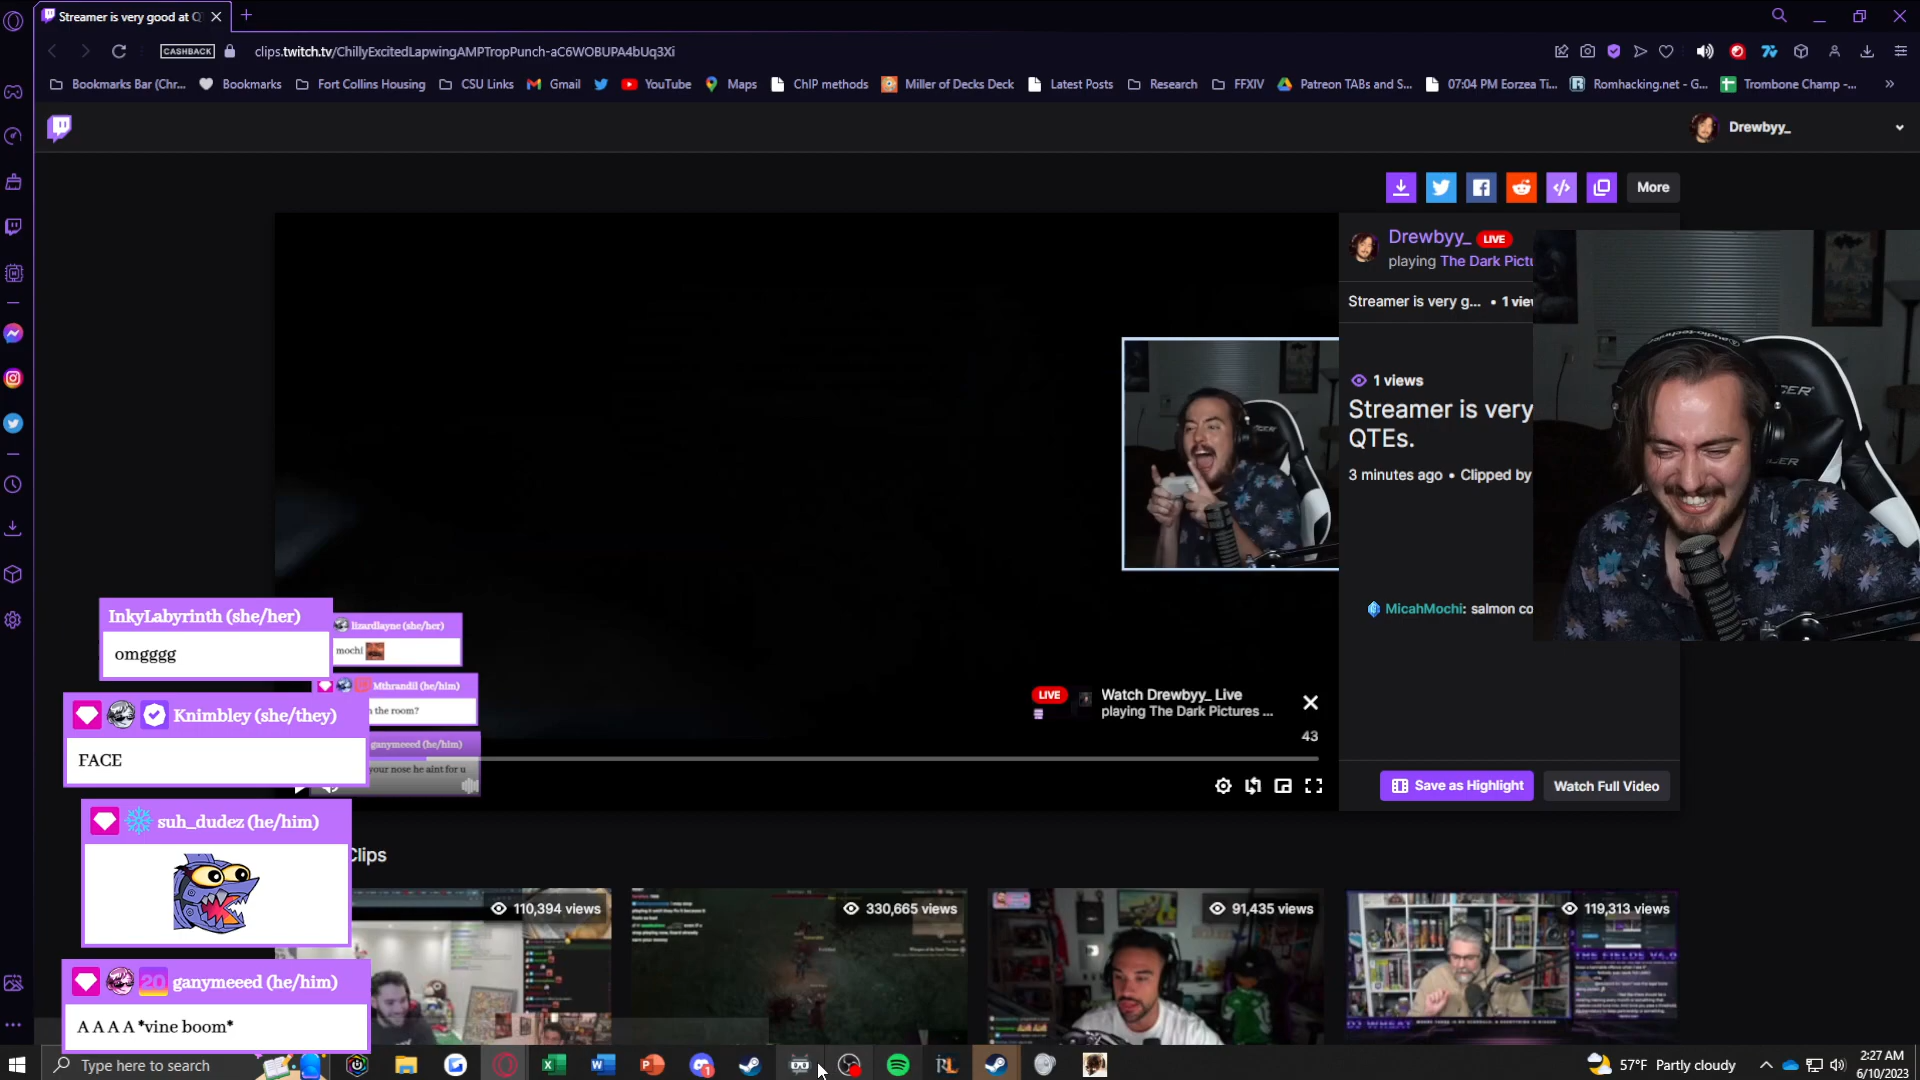 Streamer is very good at Q
CASHBACK
clips.twitch.tv/ChillyExcitedLapwingAMPTropPunch-aC6WOBUPA4bUq3Xi
Bookmarks Bar (Chr... Bookmarks Fort Collins Housing CSU Links Gmail YouTube Maps ChIP methods Miller of Decks Deck Latest Posts Research FFXIV Patreon TABs and S... 07:04 PM Eorzea Ti... Romhacking.net - G... Trombone Champ -...
Drewbyy_
More
Drewbyy_ LIVE
playing The Dark Pictu
Streamer is very g... • 1 view
1 views
Streamer is very
QTEs.
3 minutes ago • Clipped by
MicahMochi: salmon co
InkyLabyrinth (she/her)
omgggg
lizardlayne (she/her)
mochi
Mthrandil (he/him)
the room?
ganymeeed (he/him)
your nose he aint for u
Knimbley (she/they)
FACE
suh_dudez (he/him)
20 ganymeeed (he/him)
A A A A *vine boom*
LIVE Watch Drewbyy_ Live
playing The Dark Pictures ...
43
Save as Highlight
Watch Full Video
Clips
110,394 views
330,665 views
91,435 views
119,313 views
THE FIELDS V4.0
Type here to search
57°F Partly cloudy
2:27 AM
6/10/2023